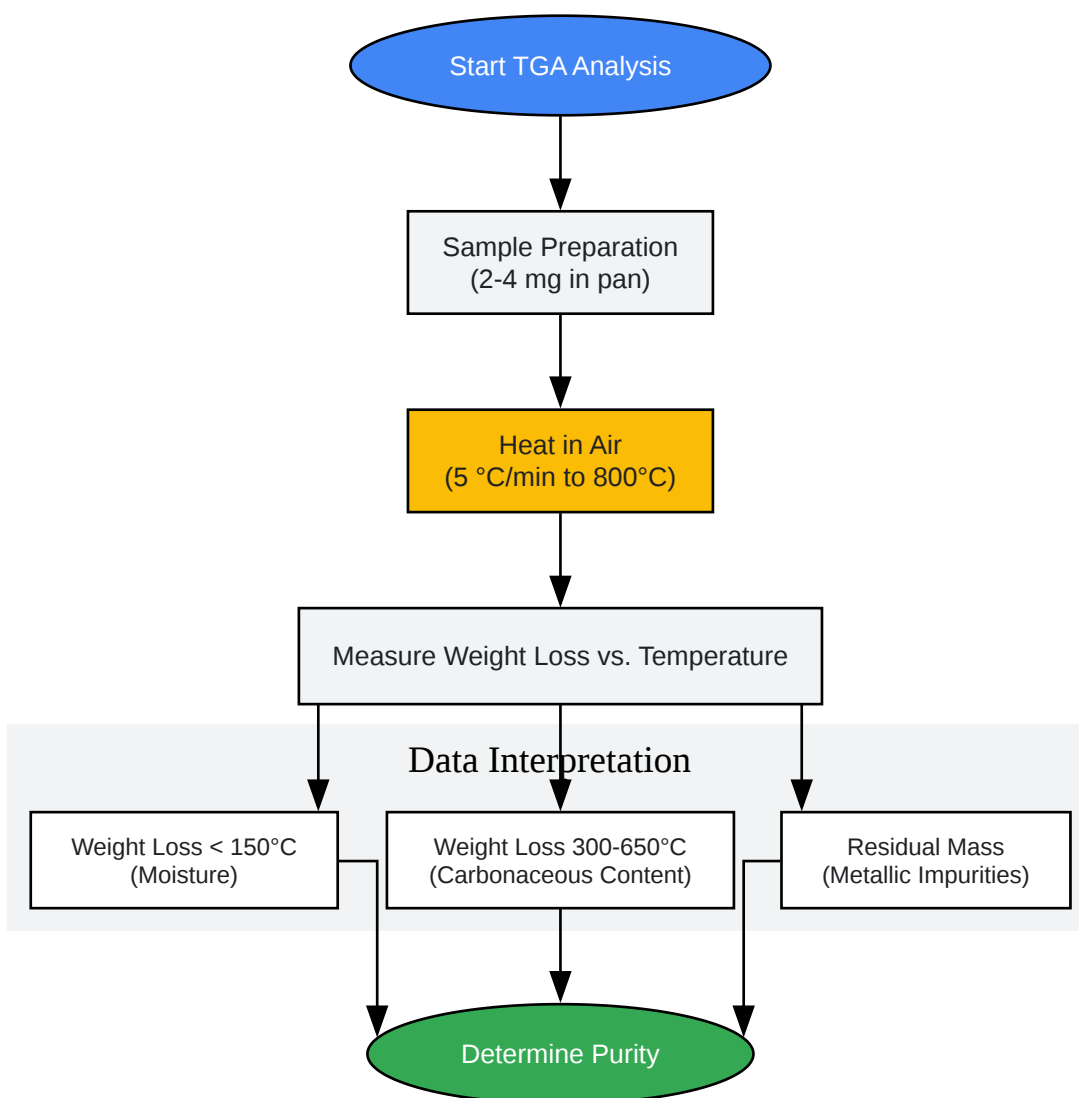 Start TGA Analysis
Sample Preparation
(2-4 mg in pan)
Heat in Air
(5 °C/min to 800°C)
Measure Weight Loss vs. Temperature
Data Interpretation
Weight Loss < 150°C
(Moisture)
Weight Loss 300-650°C
(Carbonaceous Content)
Residual Mass
(Metallic Impurities)
Determine Purity